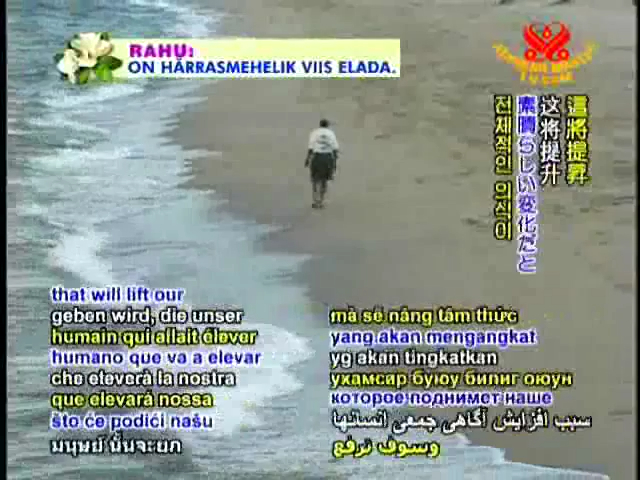 RAHU:
ON HÄRRASMEHELIK VIIS ELADA.
這將提昇
这将提升
素晴らしい変化だと
전체적인 의식이
that will lift our
geben wird, die unser
humain qui allait élever
humano que va a elevar
che eleverà la nostra
que elevará nossa
što će podići našu
มนุษย์ นั้นจะยก
mà sẽ nâng tâm thức
yang akan mengangkat
yg akan tingkatkan
ухамсир буюу билиг оюун
которое поднимет наше
سبب افزایش آگاهی جمعی انسانها
وسوف ترفع